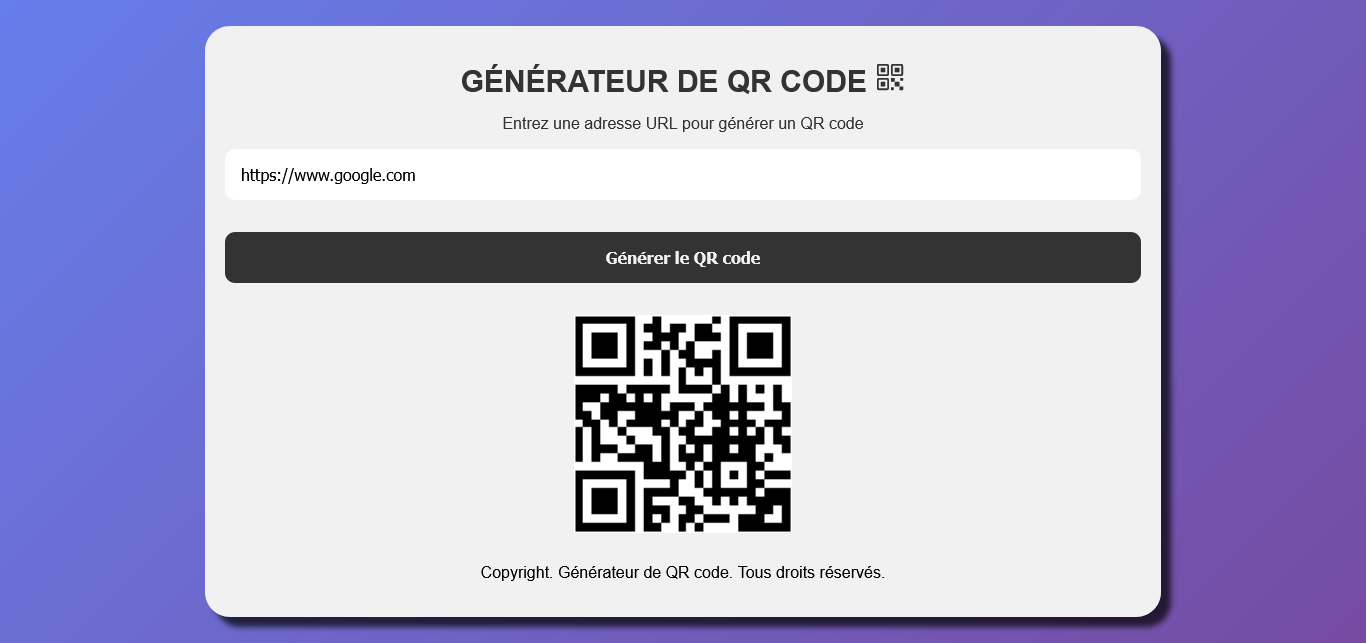 GÉNÉRATEUR DE QR CODE
Entrez une adresse URL pour générer un QR code
https://www.google.com
Générer le QR code
Copyright. Générateur de QR code. Tous droits réservés.